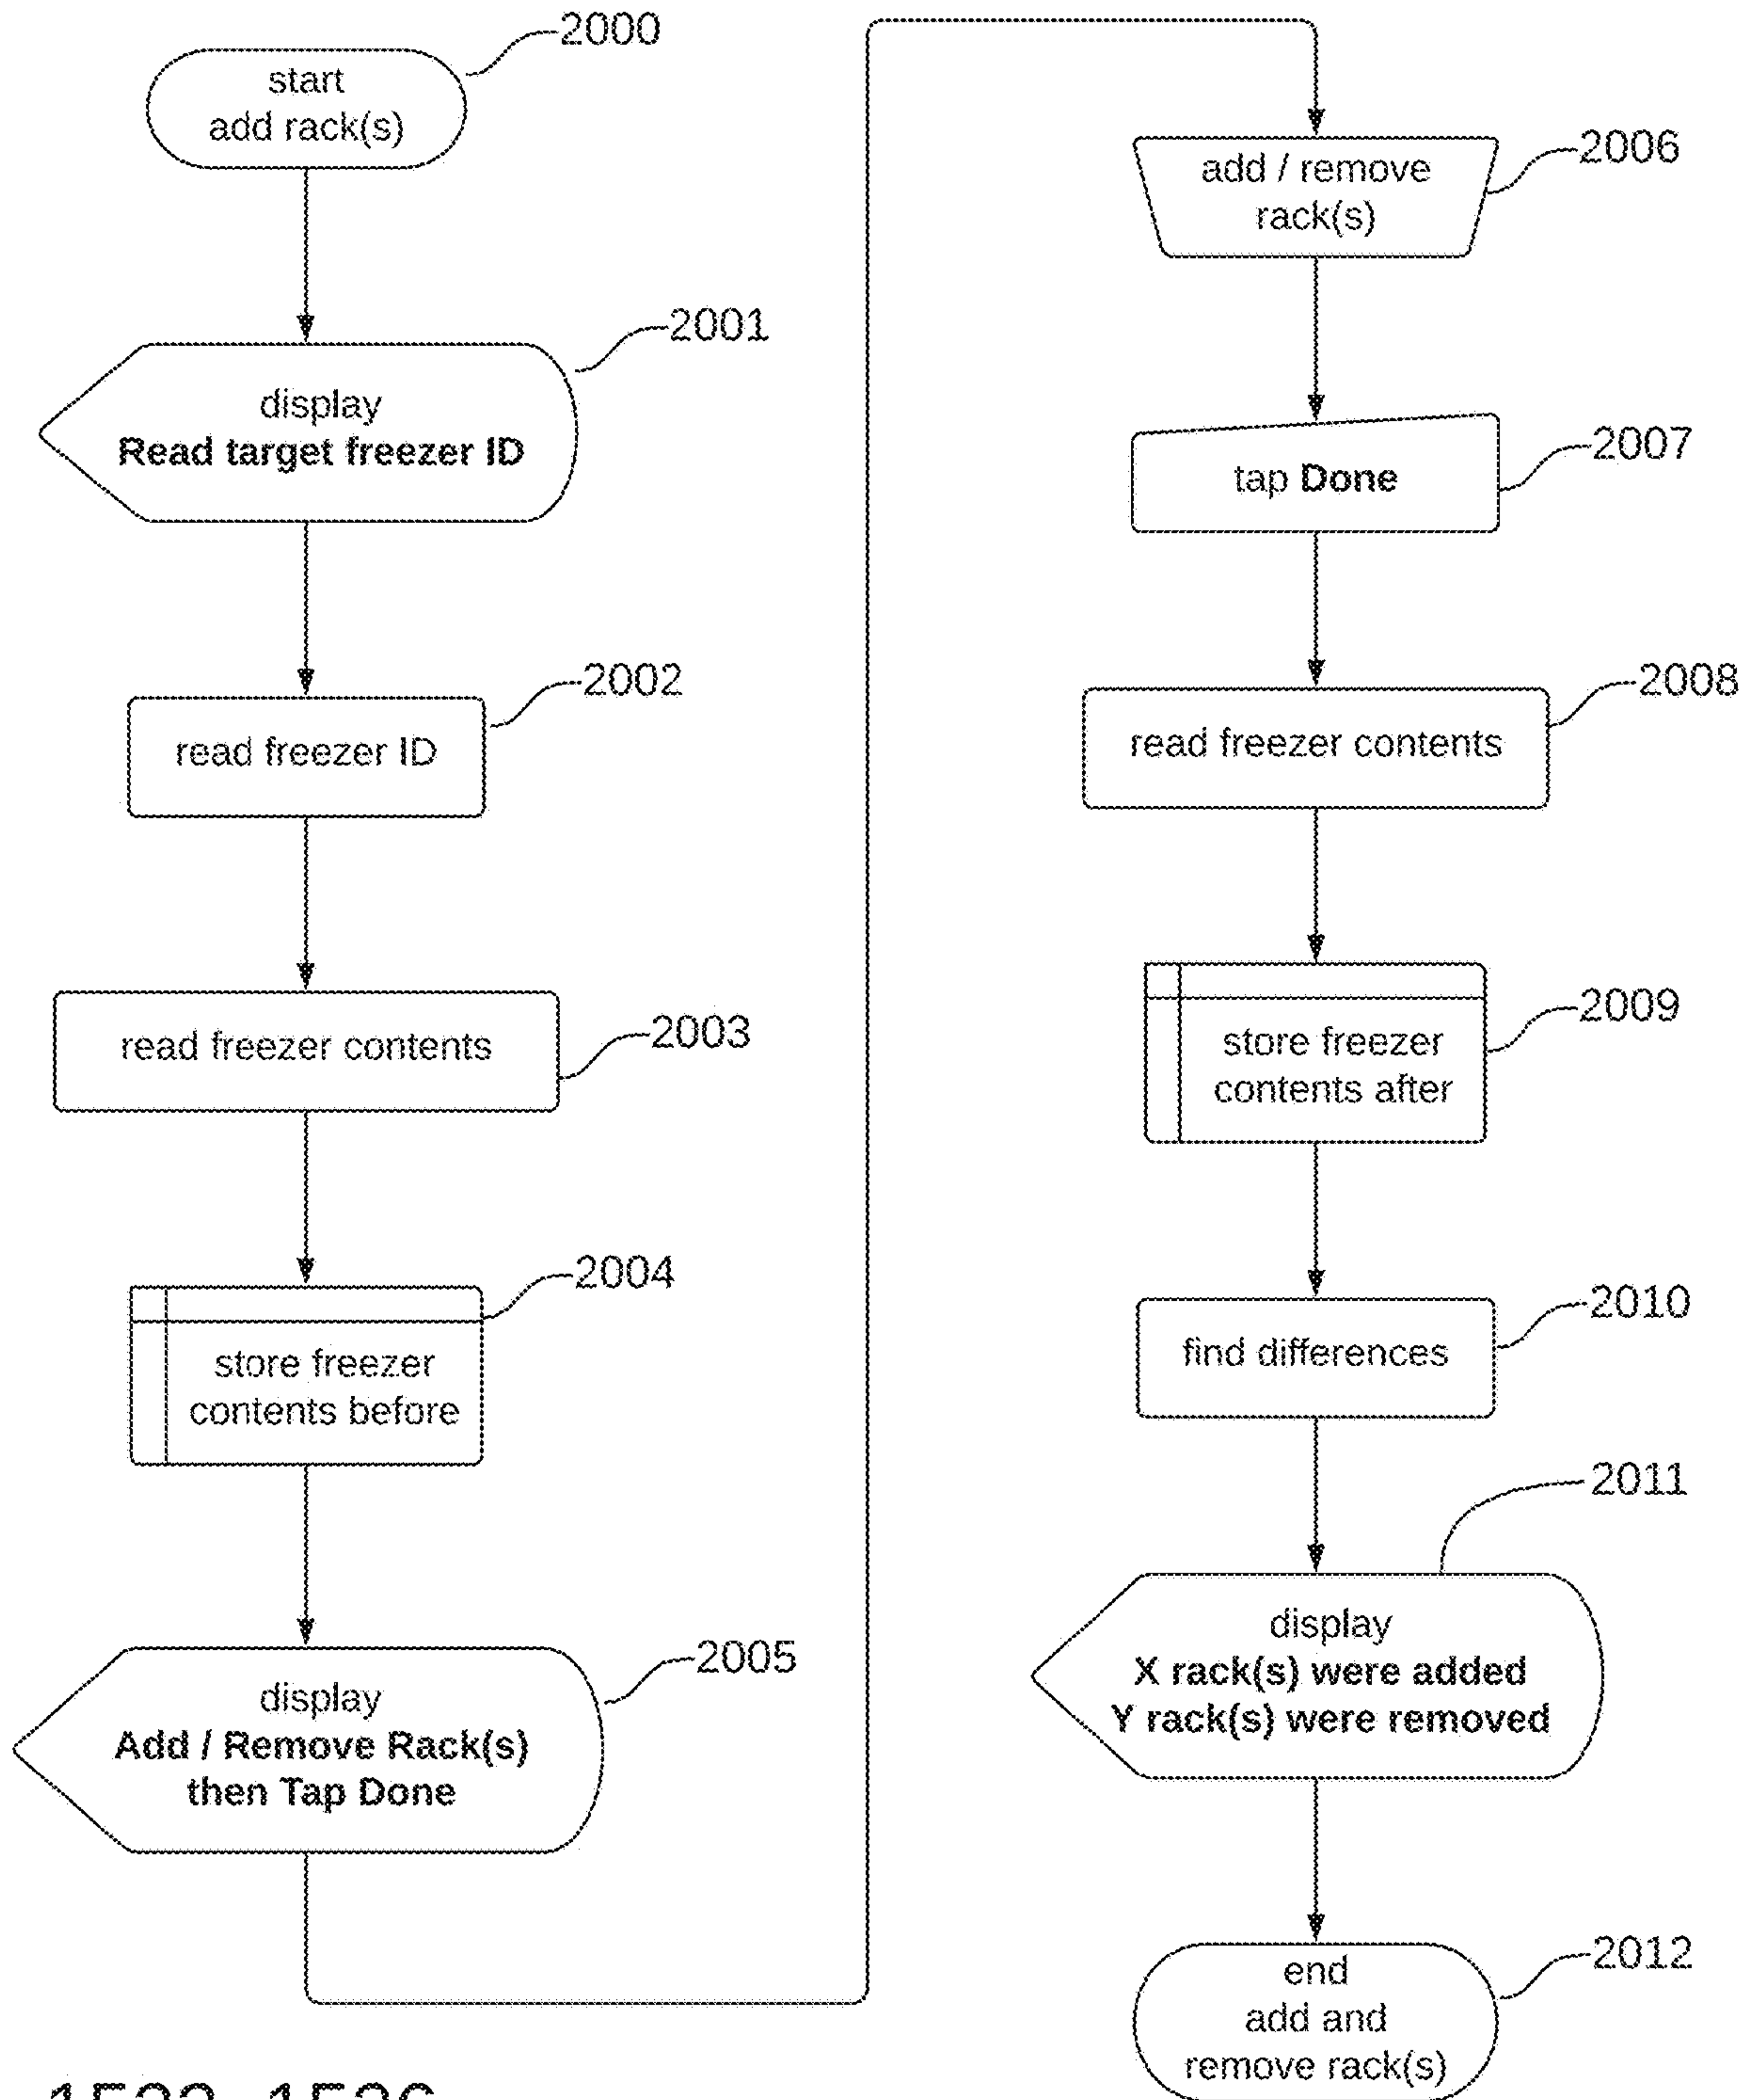 2000
start
add rack(s)
2001
display
Read target freezer ID
2002
read freezer ID
2003
read freezer contents
2004
store freezer
contents before
2005
display
Add / Remove Rack(s)
then Tap Done
2006
add / remove
rack(s)
2007
tap Done
2008
read freezer contents
2009
store freezer
contents after
2010
find differences
2011
display
X rack(s) were added
Y rack(s) were removed
2012
end
add and
remove rack(s)